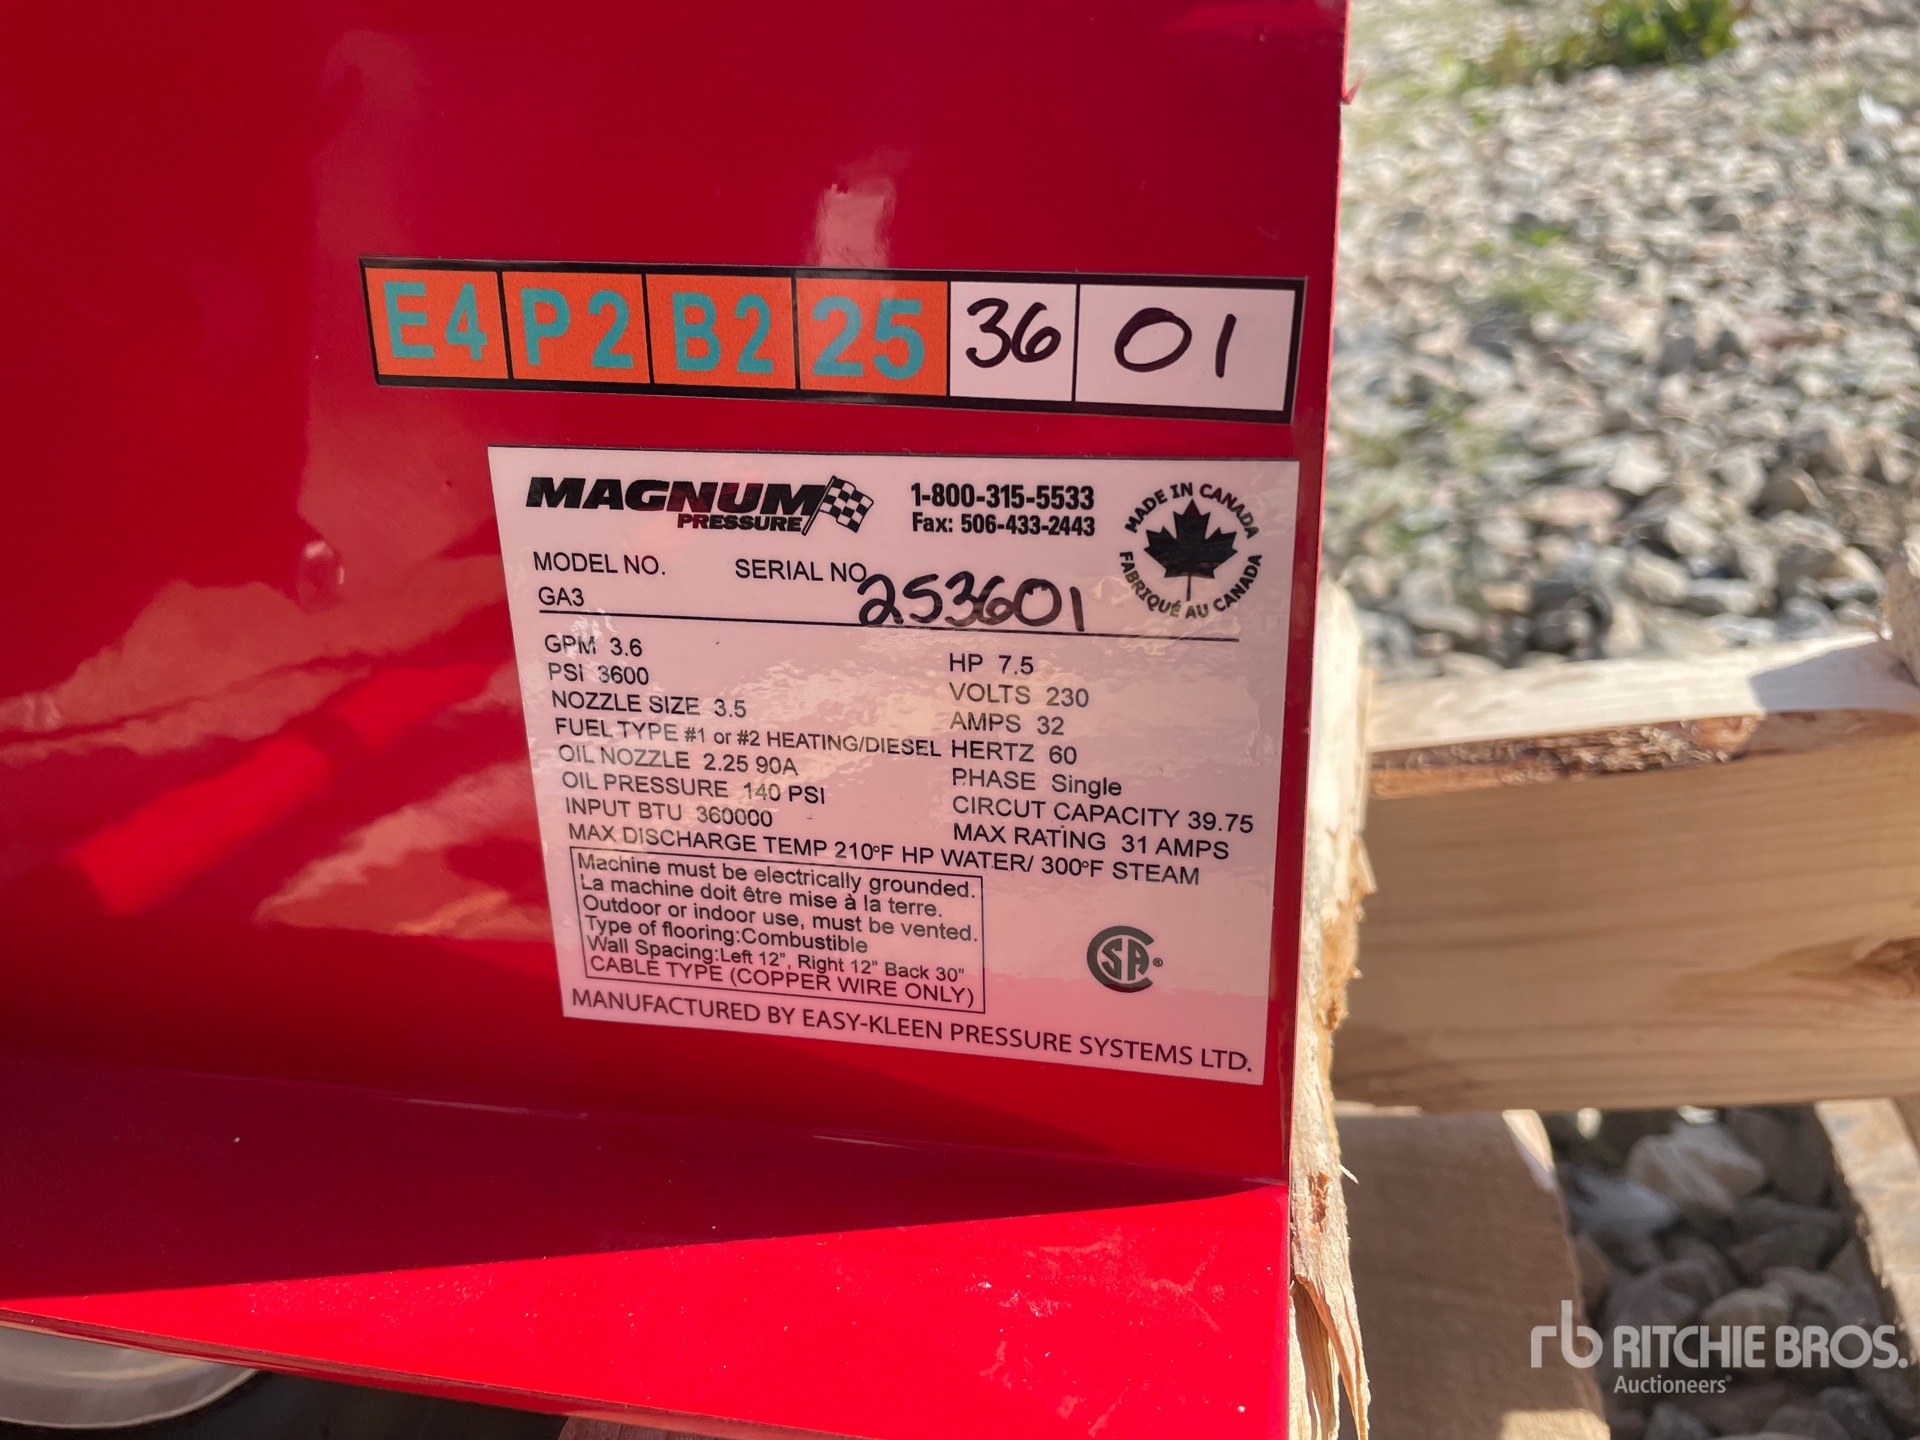 E4 P2 B2 25 36 01
MAGNUM
PRESSURE
1-800-315-5533
Fax: 506-433-2443
MADE IN CANADA
FABRIQUÉ AU CANADA
MODEL NO. SERIAL NO.
GA3 253601
GPM 3.6
PSI 3600
NOZZLE SIZE 3.5
FUEL TYPE #1 or #2 HEATING/DIESEL
OIL NOZZLE 2.25 90A
OIL PRESSURE 140 PSI
INPUT BTU 360000
MAX DISCHARGE TEMP 210°F HP WATER/ 300°F STEAM
HP 7.5
VOLTS 230
AMPS 32
HERTZ 60
PHASE Single
CIRCUT CAPACITY 39.75
MAX RATING 31 AMPS
Machine must be electrically grounded.
La machine doit être mise à la terre.
Outdoor or indoor use, must be vented.
Type of flooring:Combustible
Wall Spacing:Left 12", Right 12" Back 30"
CABLE TYPE (COPPER WIRE ONLY)
CSA®
MANUFACTURED BY EASY-KLEEN PRESSURE SYSTEMS LTD.
rb RITCHIE BROS.
Auctioneers®